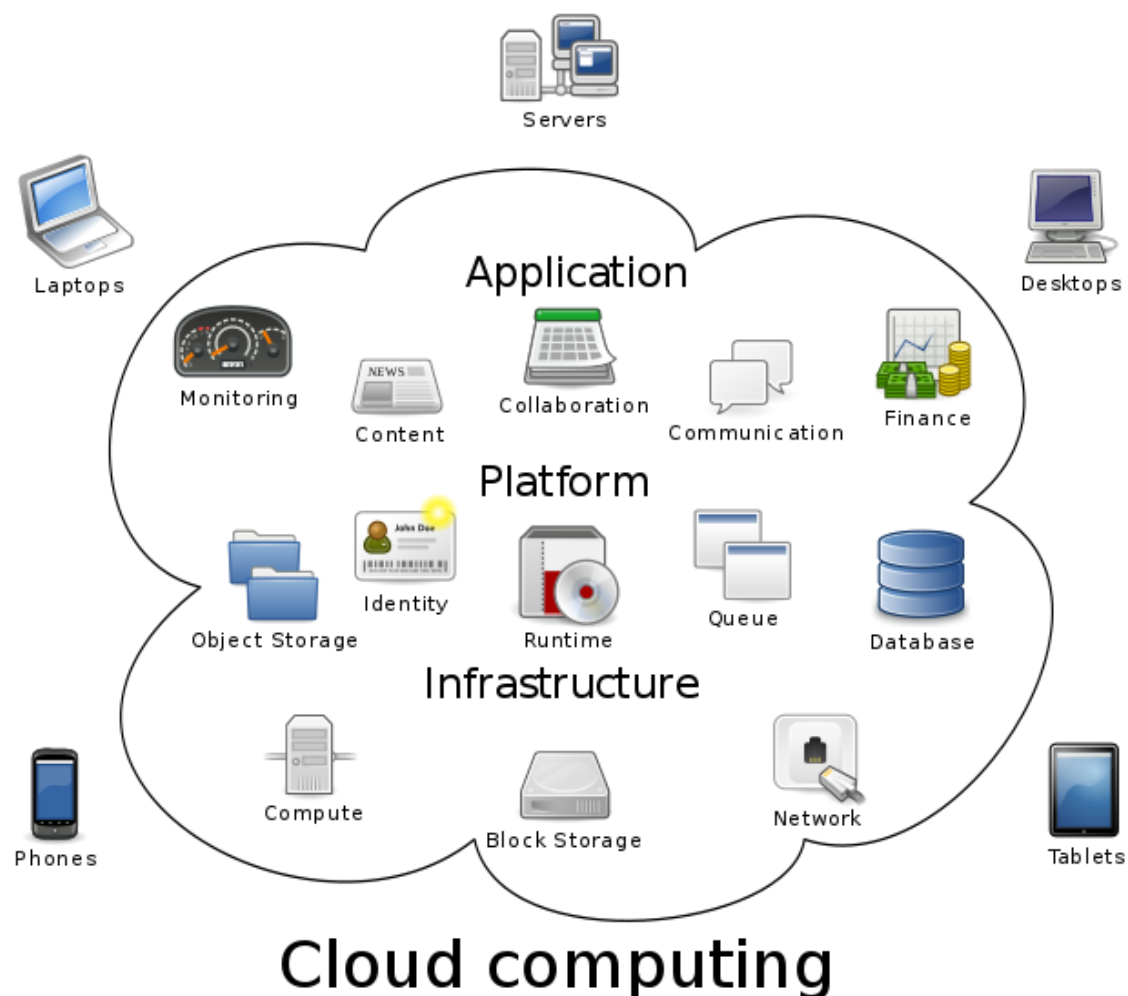 Servers
Laptops
Desktops
Application
Monitoring
NEWS
Content
Collaboration
Communication
Finance
Platform
Object Storage
John Doe
Identity
Runtime
Queue
Database
Infrastructure
Compute
Block Storage
Network
Phones
Tablets
Cloud computing